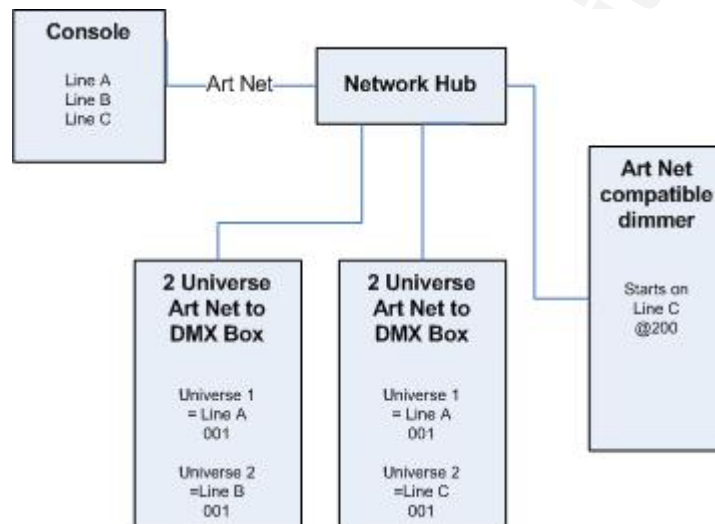 Console
Line A
Line B
Line C
Art Net
Network Hub
Art Net
compatible
dimmer
Starts on
Line C
@200
2 Universe
Art Net to
DMX Box
Universe 1
= Line A
001
Universe 2
=Line B
001
2 Universe
Art Net to
DMX Box
Universe 1
= Line A
001
Universe 2
=Line C
001